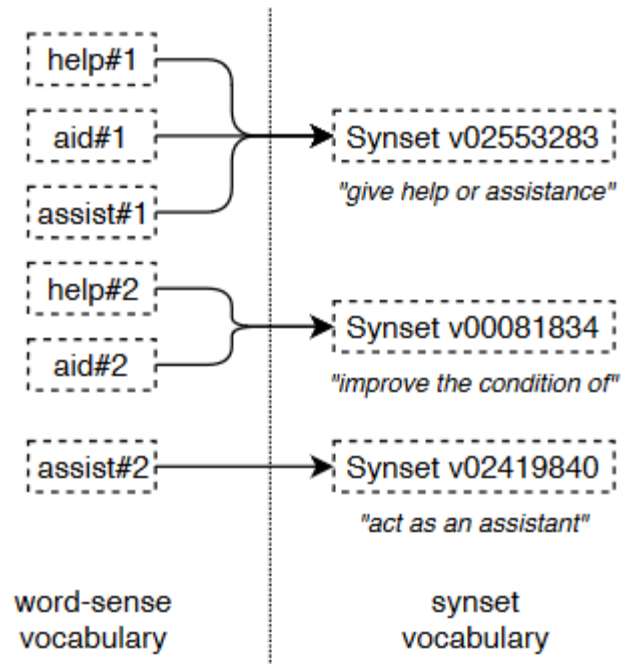 help#1
aid#1
assist#1
help#2
aid#2
assist#2
word-sense
vocabulary
Synset v02553283
"give help or assistance"
Synset v00081834
"improve the condition of"
Synset v02419840
"act as an assistant"
synset
vocabulary